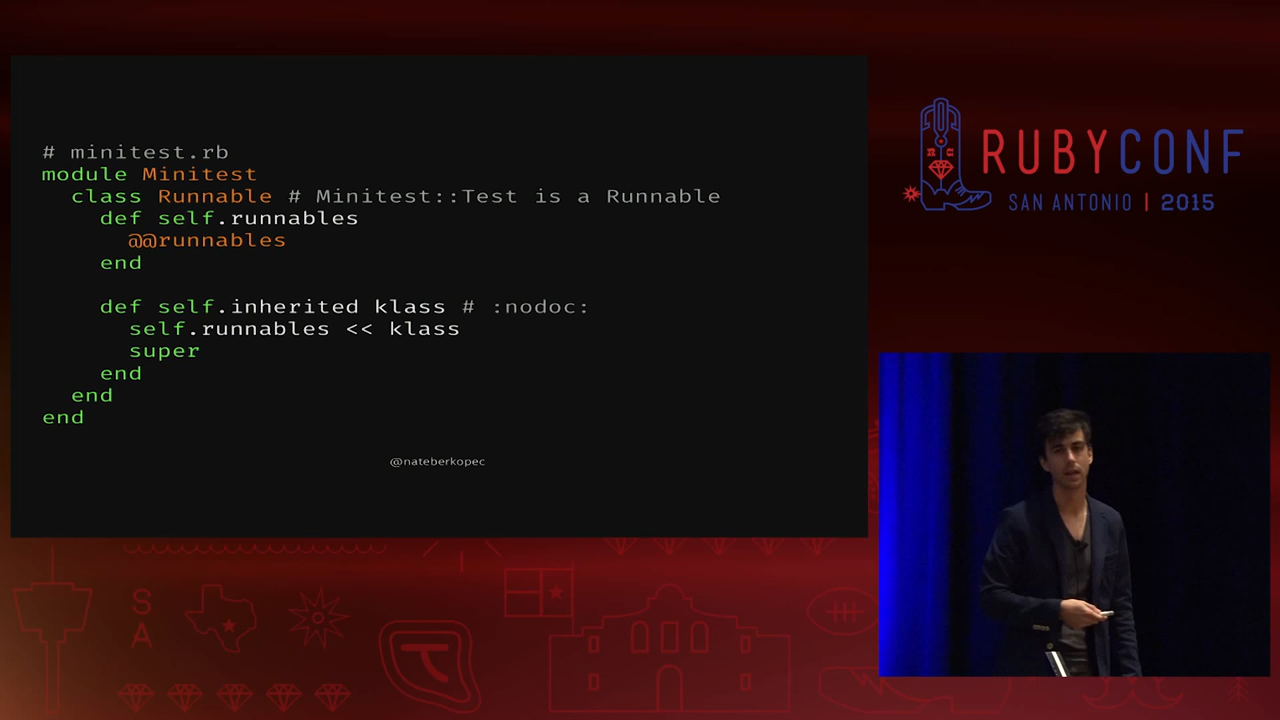 # minitest.rb
module Minitest
  class Runnable # Minitest::Test is a Runnable
    def self.runnables
      @@runnables
    end

    def self.inherited klass # :nodoc:
      self.runnables << klass
      super
    end
  end
end
@nateberkopec
RUBYCONF
SAN ANTONIO | 2015
S
A